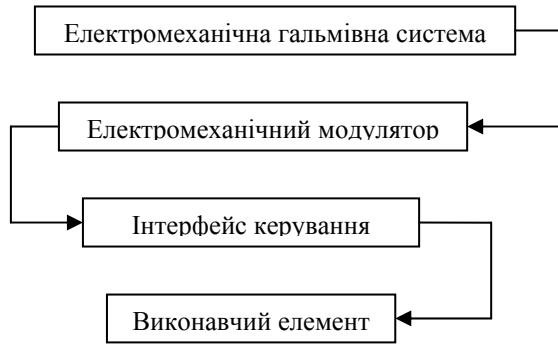 Електромеханічна гальмівна система
Електромеханічний модулятор
Інтерфейс керування
Виконавчий елемент